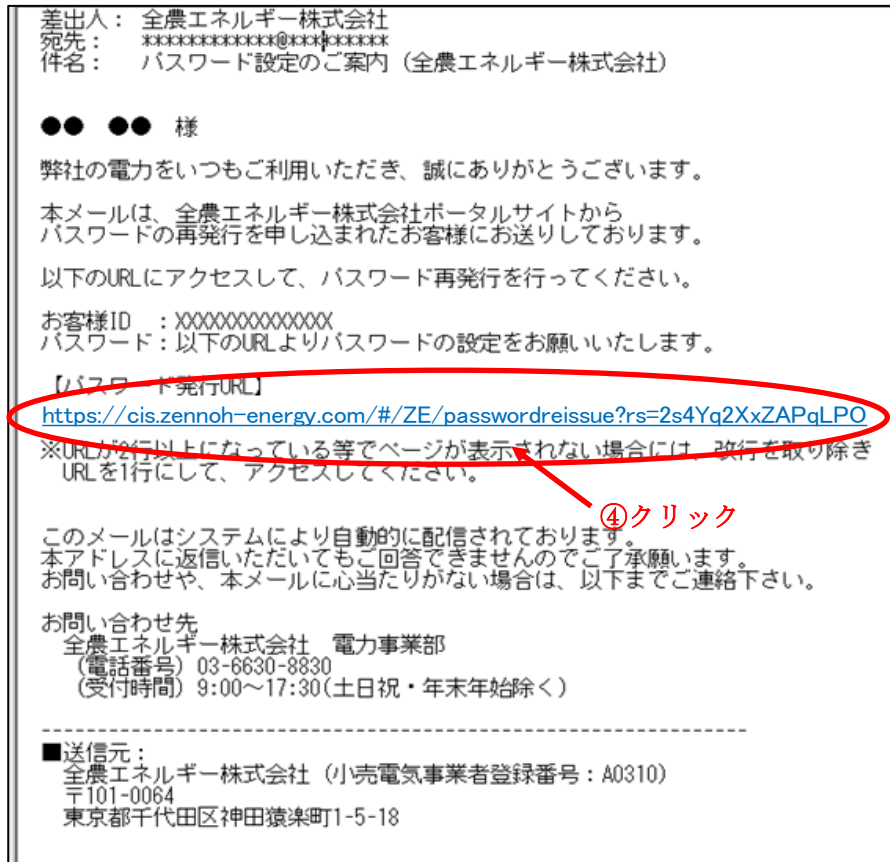 差出人： 全農エネルギー株式会社
宛先： ************@**********
件名： パスワード設定のご案内（全農エネルギー株式会社）
●● ●● 様
弊社の電力をいつもご利用いただき、誠にありがとうございます。
本メールは、全農エネルギー株式会社ポータルサイトから
パスワードの再発行を申し込まれたお客様にお送りしております。
以下のURLにアクセスして、パスワード再発行を行ってください。
お客様ID ：XXXXXXXXXXXXXX
パスワード：以下のURLよりパスワードの設定をお願いいたします。
【パスワード発行URL】
https://cis.zennoh-energy.com/#/ZE/passwordreissue?rs=2s4Yq2XxZAPqLPO
※URLが2行以上になっている等でページが表示されない場合には、改行を取り除き
URLを1行にして、アクセスしてください。
④クリック
このメールはシステムにより自動的に配信されております。
本アドレスに返信いただいてもご回答できませんのでご了承願います。
お問い合わせや、本メールに心当たりがない場合は、以下までご連絡下さい。
お問い合わせ先
全農エネルギー株式会社 電力事業部
（電話番号）03-6630-8830
（受付時間）9:00～17:30(土日祝・年末年始除く）
---------------------------------------------------------------
■送信元：
全農エネルギー株式会社（小売電気事業者登録番号：A0310）
〒101-0064
東京都千代田区神田猿楽町1-5-18